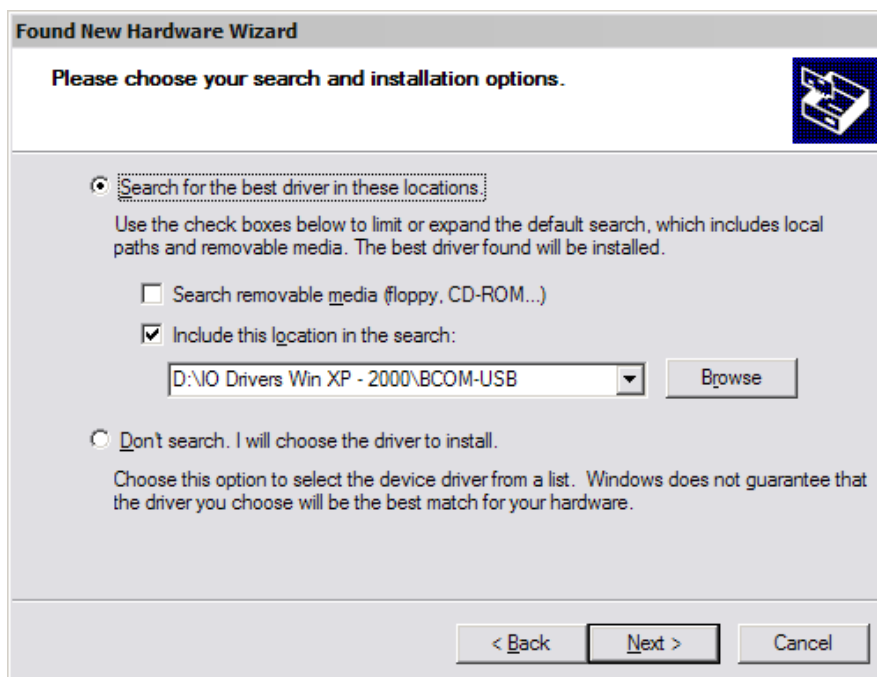 Found New Hardware Wizard
Please choose your search and installation options.
Search for the best driver in these locations.
Use the check boxes below to limit or expand the default search, which includes local
paths and removable media. The best driver found will be installed.
Search removable media (floppy, CD-ROM...)
Include this location in the search:
D:\IO Drivers Win XP - 2000\BCOM-USB
Browse
Don't search. I will choose the driver to install.
Choose this option to select the device driver from a list.  Windows does not guarantee that
the driver you choose will be the best match for your hardware.
< Back
Next >
Cancel